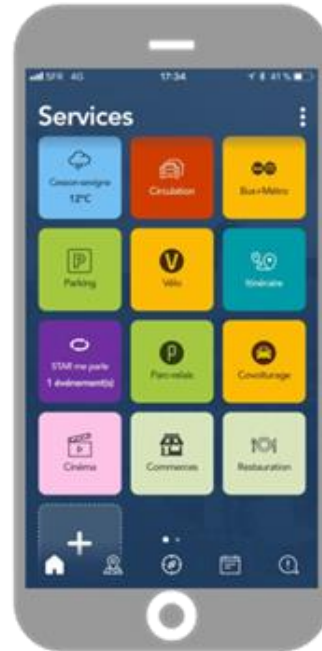 SFR 4G 17:34 41 %
Services
Cesson-sévigné
12°C
Circulation
Bus+Métro
P
Parking
V
Vélo
Itinéraire
STAR me parle
1 événement(s)
P
Parc-relais
Covoiturage
Cinéma
Commerces
Restauration
+